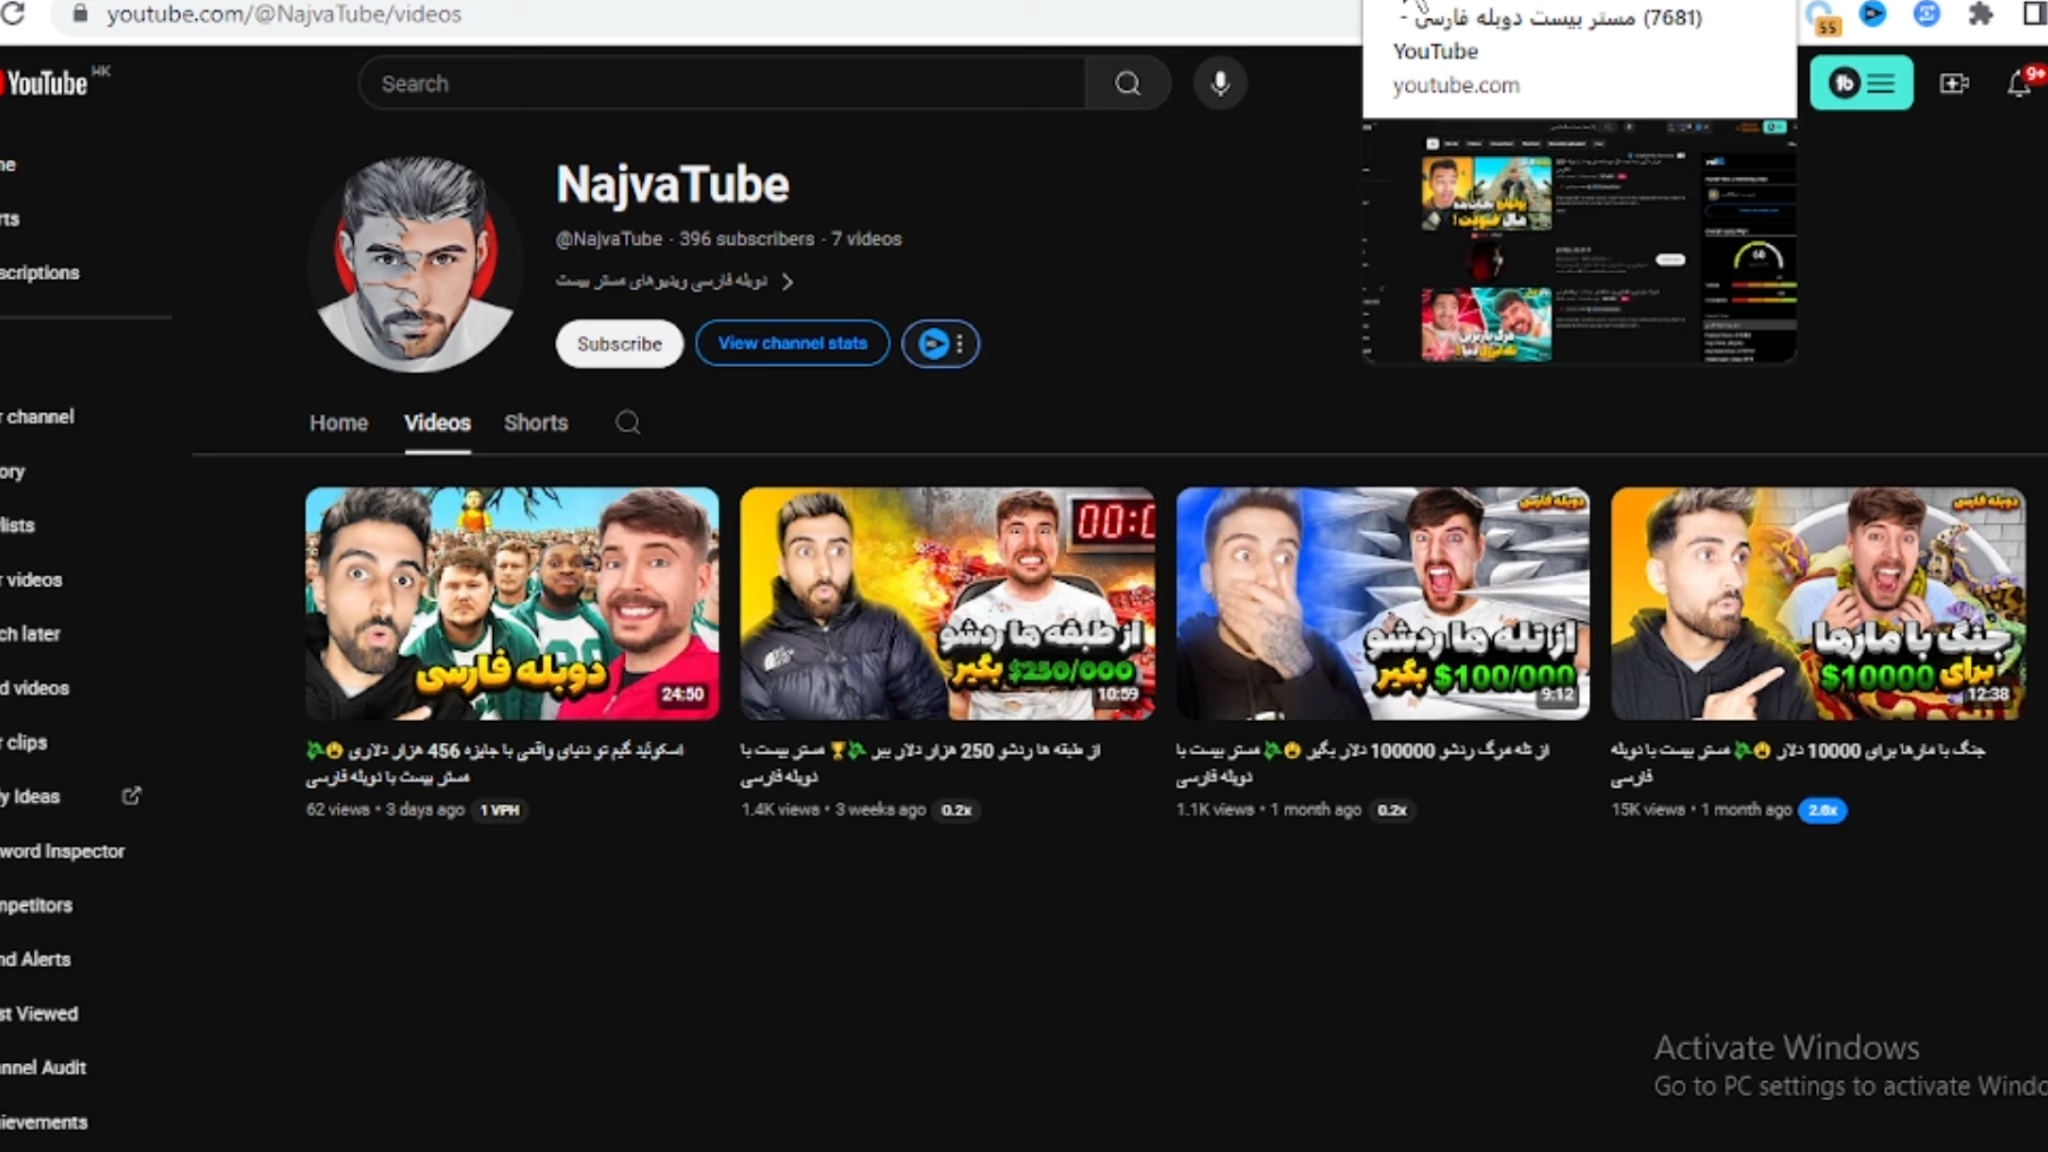 youtube.com/@NajvaTube/videos
(7681) مستر بیست دوبله فارسی -
YouTube
youtube.com
55
YouTube HK
Search
9+
NajvaTube
@NajvaTube · 396 subscribers · 7 videos
دوبله فارسی ویدیوهای مستر بیست
Subscribe
View channel stats
Home Videos Shorts
ne
rts
scriptions
r channel
ory
lists
r videos
ch later
d videos
r clips
y Ideas
word Inspector
mpetitors
nd Alerts
st Viewed
nnel Audit
ievements
دوبله فارسی
24:50
اسکوئید گیم تو دنیای واقعی با جایزه 456 هزار دلاری
مستر بیست با دوبله فارسی
62 views • 3 days ago 1 VPH
00:0
از طبقه ها ردشو
$250/000 بگیر
10:59
از طبقه ها ردشو 250 هزار دلار ببر 🏆 مستر بیست با
دوبله فارسی
1.4K views • 3 weeks ago 0.2x
دوبله فارسی
از تله ها ردشو
$100/000 بگیر
9:12
از تله مرگ ردشو 100000 دلار بگیر مستر بیست با
دوبله فارسی
1.1K views • 1 month ago 0.2x
دوبله فارسی
جنگ با مارها
برای $10000
12:38
جنگ با مارها برای 10000 دلار مستر بیست با دوبله
فارسی
15K views • 1 month ago
Activate Windows
Go to PC settings to activate Windo